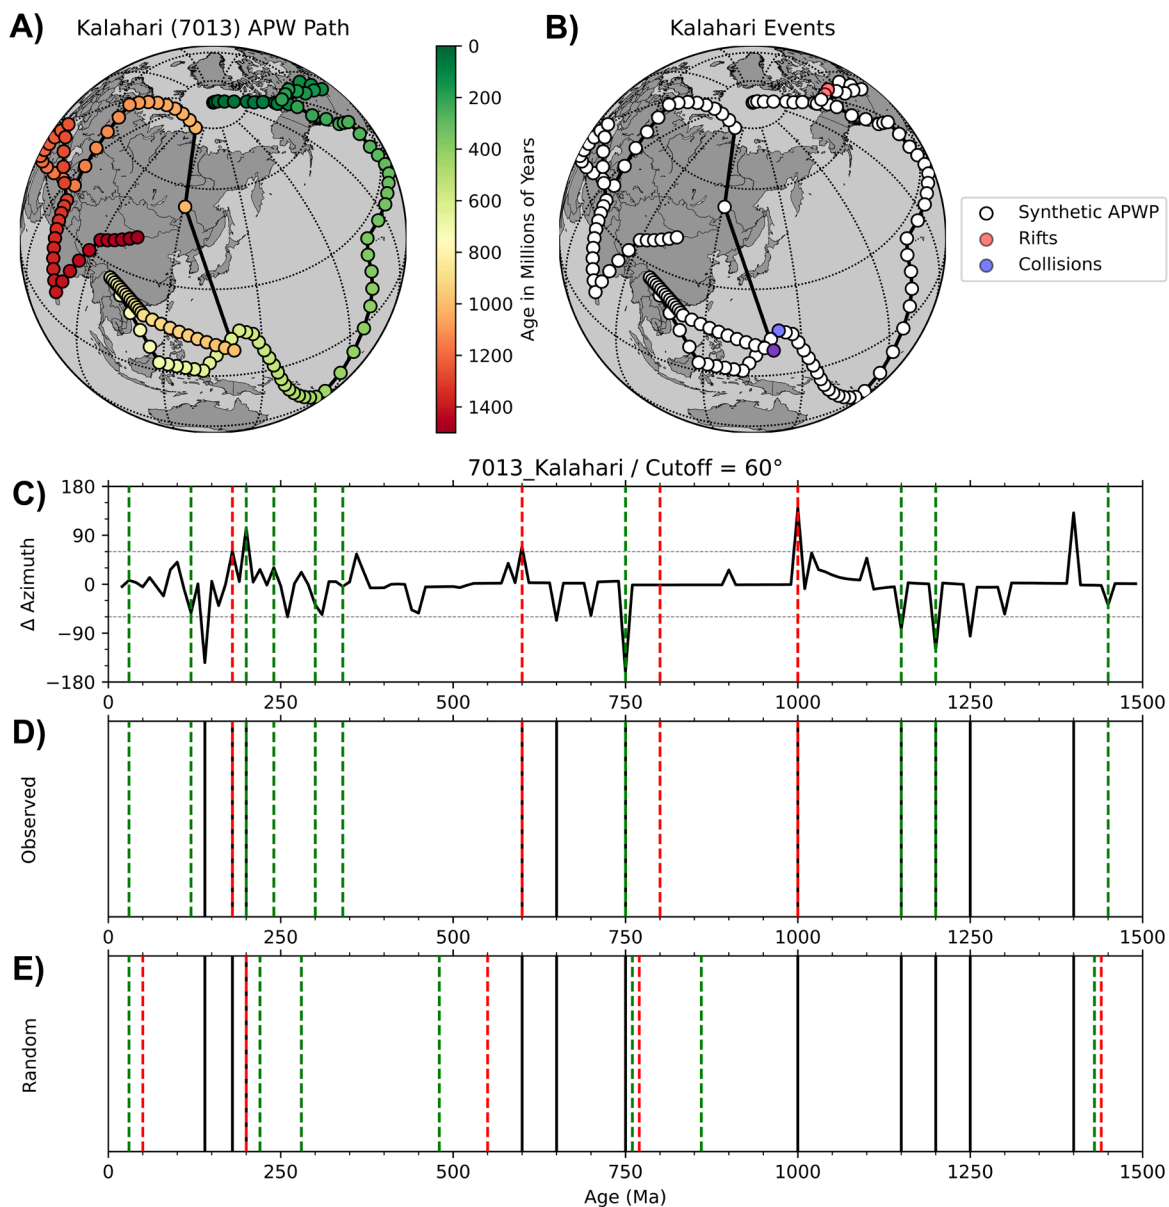 A)
Kalahari (7013) APW Path
0
200
400
600
800
1000
1200
1400
Age in Millions of Years
B)
Kalahari Events
Synthetic APWP
Rifts
Collisions
7013_Kalahari / Cutoff = 60°
C)
180
90
0
−90
−180
Δ Azimuth
0 250 500 750 1000 1250 1500
D)
Observed
0 250 500 750 1000 1250 1500
E)
Random
0 250 500 750 1000 1250 1500
Age (Ma)